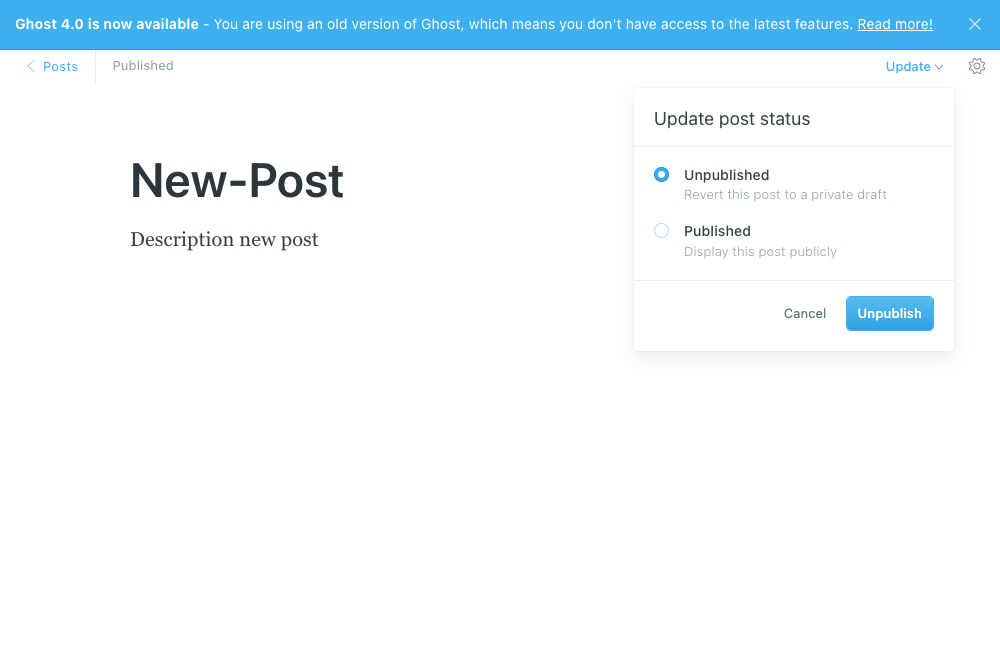 Ghost 4.0 is now available - You are using an old version of Ghost, which means you don't have access to the latest features. Read more!
Posts
Published
Update
Update post status
Unpublished
Revert this post to a private draft
Published
Display this post publicly
Cancel
Unpublish
New-Post
Description new post